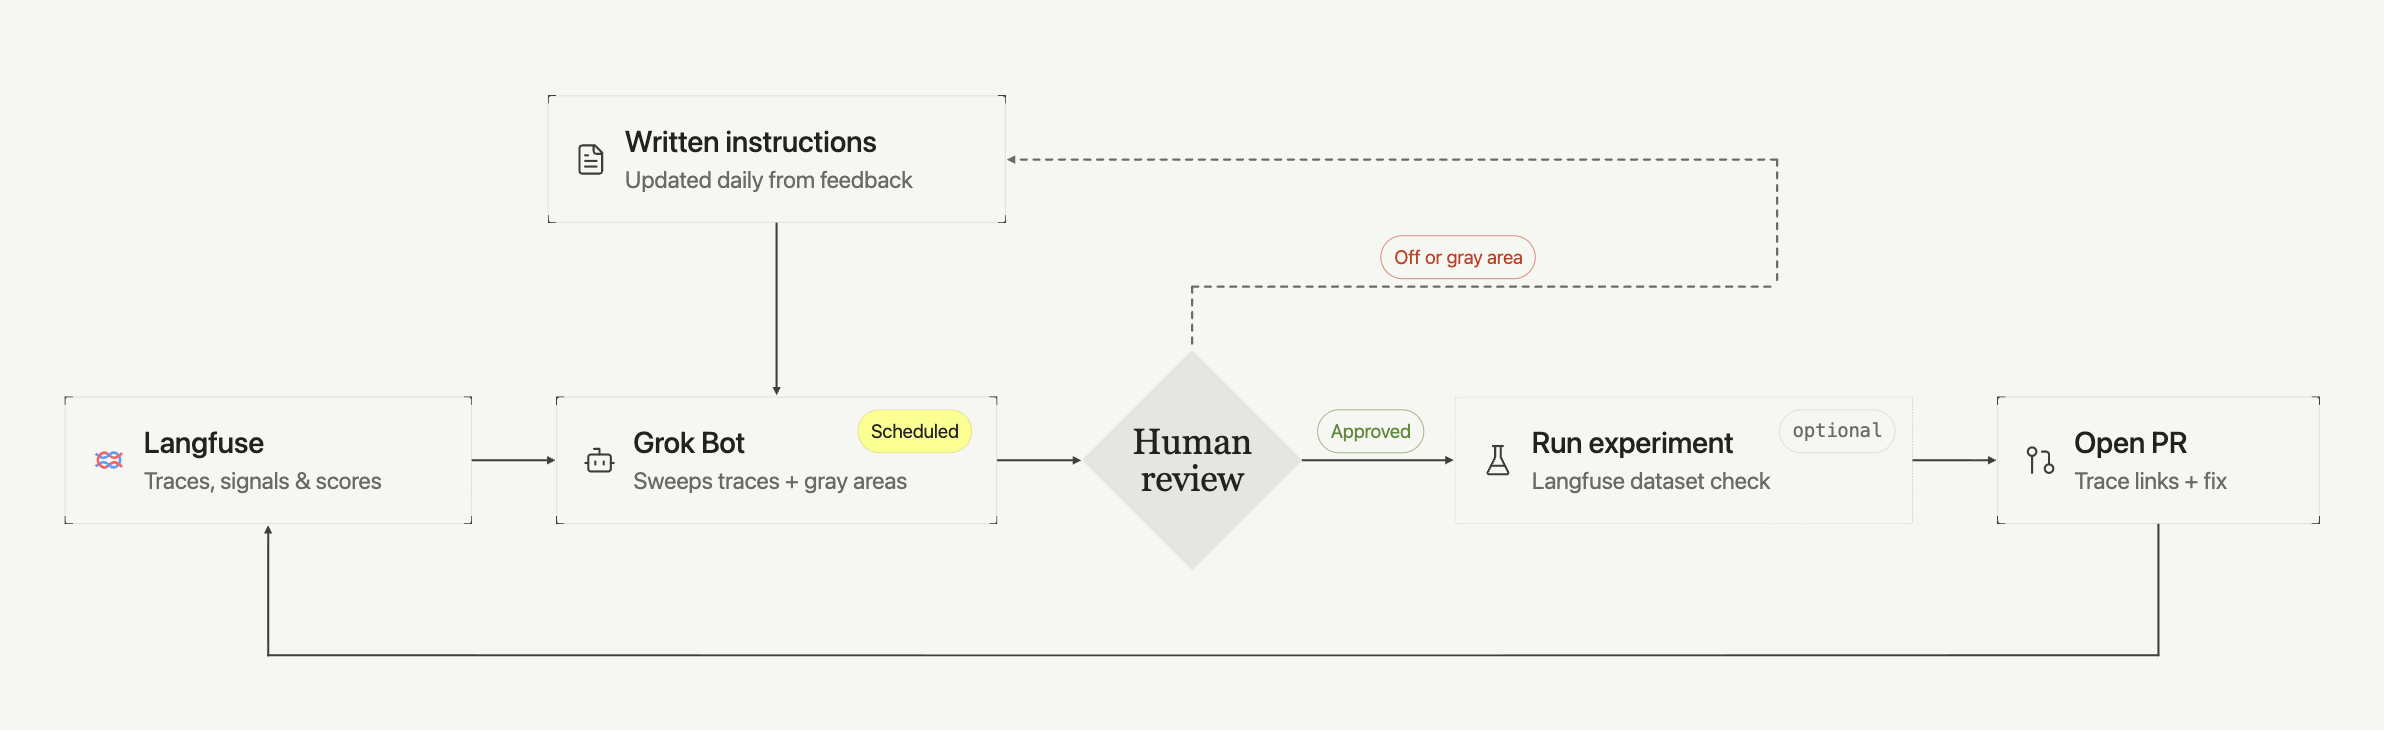 Written instructions
Updated daily from feedback
Off or gray area
Langfuse
Traces, signals & scores
Grok Bot
Scheduled
Sweeps traces + gray areas
Human
review
Approved
Run experiment
optional
Langfuse dataset check
Open PR
Trace links + fix